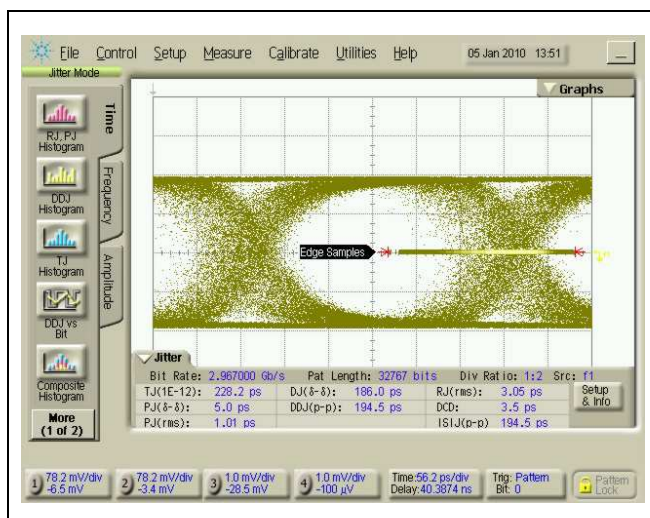 File Control Setup Measure Calibrate Utilities Help 05 Jan 2010 13:51
Jitter Mode
Graphs
Time
Frequency
Amplitude
RJ, PJ
Histogram
DDJ
Histogram
TJ
Histogram
DDJ vs
Bit
Composite
Histogram
More
(1 of 2)
Edge Samples
Jitter
Bit Rate: 2.967000 Gb/s Pat Length: 32767 bits Div Ratio: 1:2 Src: f1
TJ(1E-12): 228.2 ps DJ(δ-δ): 186.0 ps RJ(rms): 3.05 ps
PJ(δ-δ): 5.0 ps DDJ(p-p): 194.5 ps DCD: 3.5 ps
PJ(rms): 1.01 ps ISIJ(p-p) 194.5 ps
Setup
& Info
1) 78.2 mV/div
-6.5 mV
2) 78.2 mV/div
-3.4 mV
3) 1.0 mV/div
-28.5 mV
4) 1.0 mV/div
-100 µV
Time:56.2 ps/div
Delay:40.3874 ns
Trig: Pattern
Bit: 0
Pattern
Lock